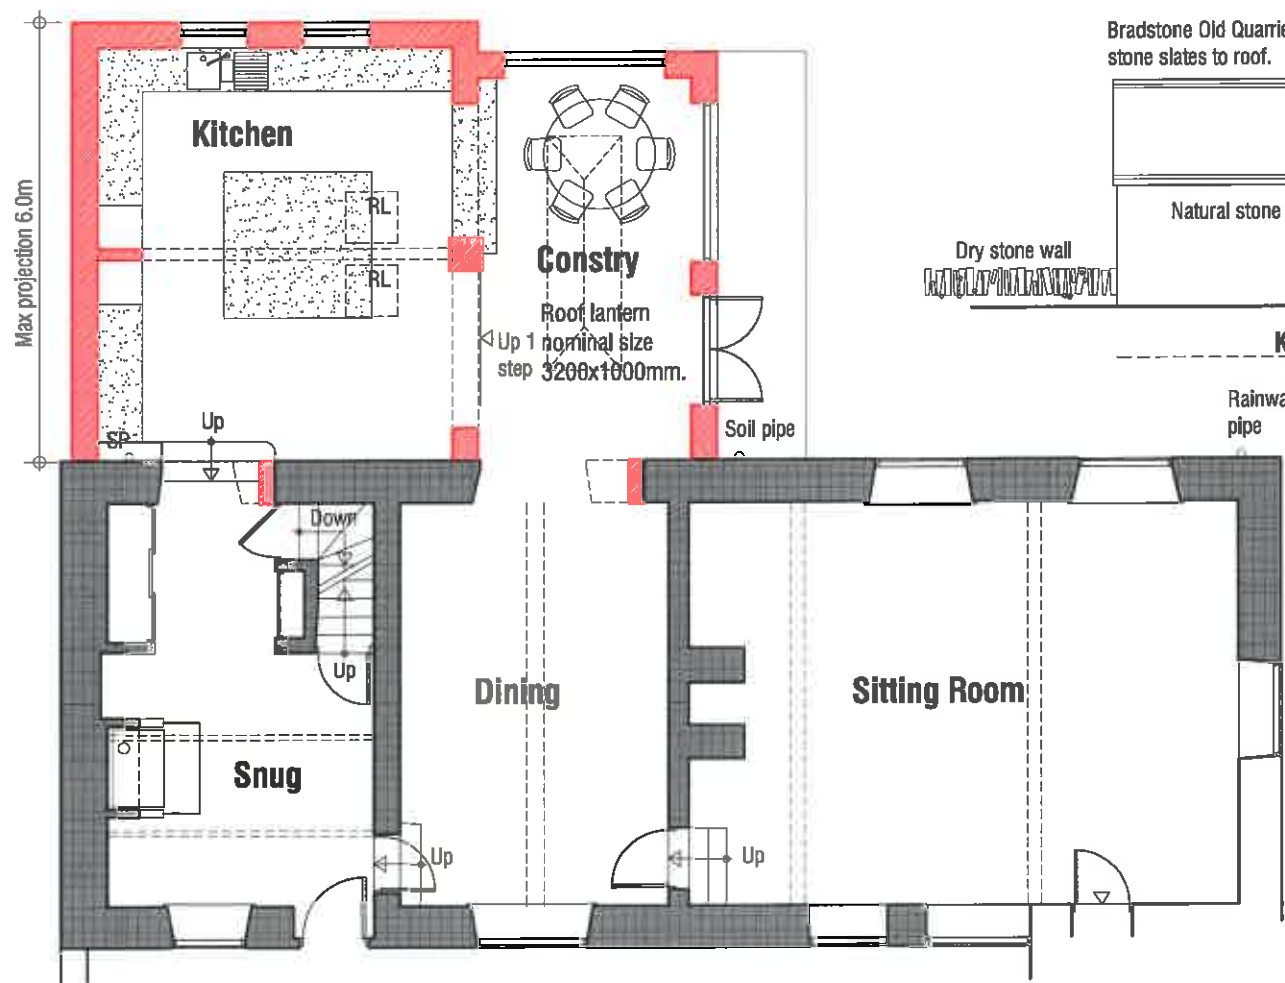 Bradstone Old Quarrie
stone slates to roof.
Kitchen
Max projection 6.0m
RL
RL
Natural stone
Dry stone wall
Constry
Roof lantern
nominal size
3200x1000mm.
Up 1
step
K
Rainwa
pipe
Soil pipe
Up
SP
Down
Up
Dining
Sitting Room
Snug
Up
Up